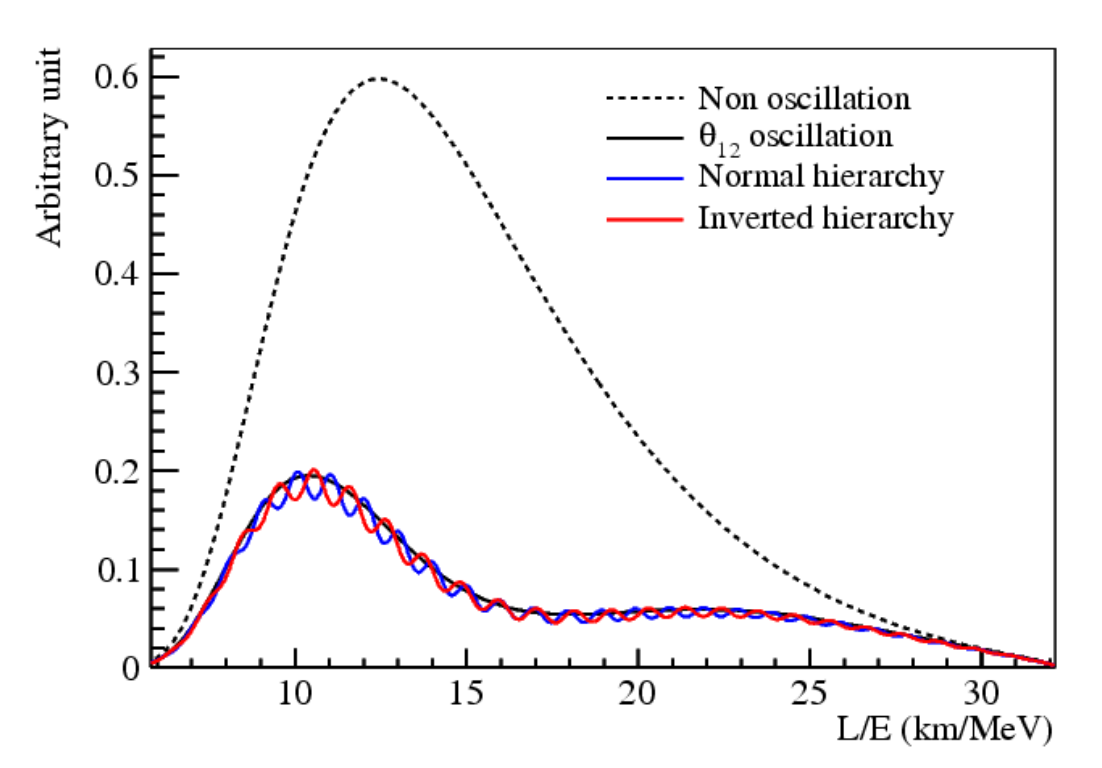 Arbitrary unit
0.6
0.5
0.4
0.3
0.2
0.1
0
Non oscillation
θ12 oscillation
Normal hierarchy
Inverted hierarchy
10 15 20 25 30
L/E (km/MeV)